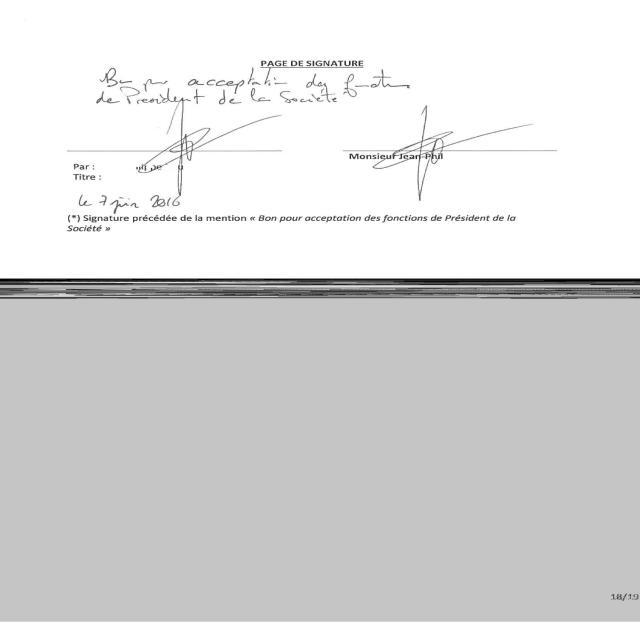 PAGE DE SIGNATURE
Bon pour acceptation des fonctions
de President de la Société
Monsieur Jean-Phil
Par :
Titre :
le 7 juin 2016
(*) Signature précédée de la mention « Bon pour acceptation des fonctions de Président de la
Société »
18/19